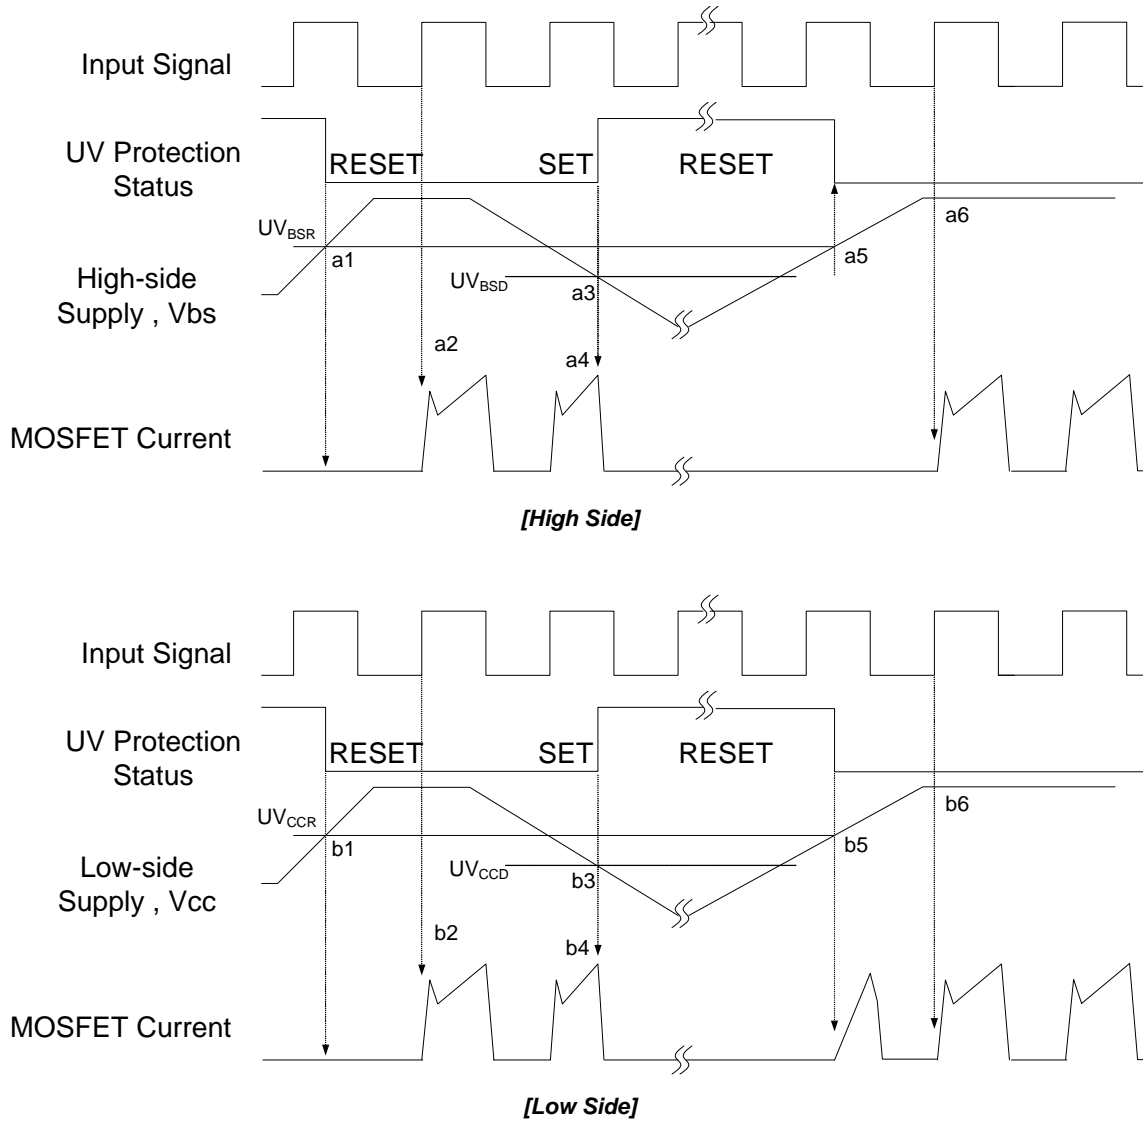 Input Signal
UV Protection
Status
RESET
SET
RESET
UVBSR
a1
a5
a6
High-side
Supply , Vbs
UVBSD
a3
a2
a4
MOSFET Current
[High Side]
Input Signal
UV Protection
Status
RESET
SET
RESET
UVCCR
b1
b5
b6
Low-side
Supply , Vcc
UVCCD
b3
b2
b4
MOSFET Current
[Low Side]